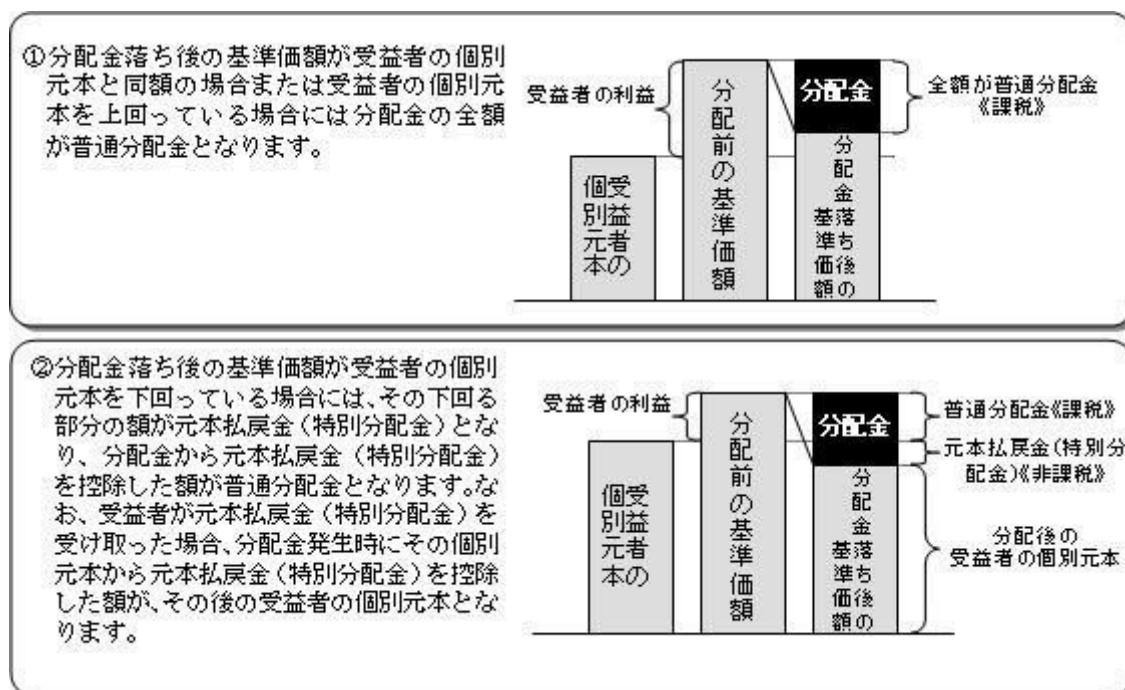 ①分配金落ち後の基準価額が受益者の個別
元本と同額の場合または受益者の個別元
本を上回っている場合には分配金の全額
が普通分配金となります。
受益者の利益
受益者の
個別元本
分配前の基準価額
分配金
分配金落ち後の
基準価額
全額が普通分配金
《課税》
②分配金落ち後の基準価額が受益者の個別
元本を下回っている場合には、その下回る
部分の額が元本払戻金(特別分配金)とな
り、分配金から元本払戻金(特別分配金)
を控除した額が普通分配金となります。な
お、受益者が元本払戻金(特別分配金)を
受け取った場合、分配金発生時にその個別
元本から元本払戻金(特別分配金)を控除
した額が、その後の受益者の個別元本とな
ります。
受益者の利益
受益者の
個別元本
分配前の基準価額
分配金
分配金落ち後の
基準価額
普通分配金《課税》
元本払戻金(特別分
配金)《非課税》
分配後の
受益者の個別元本